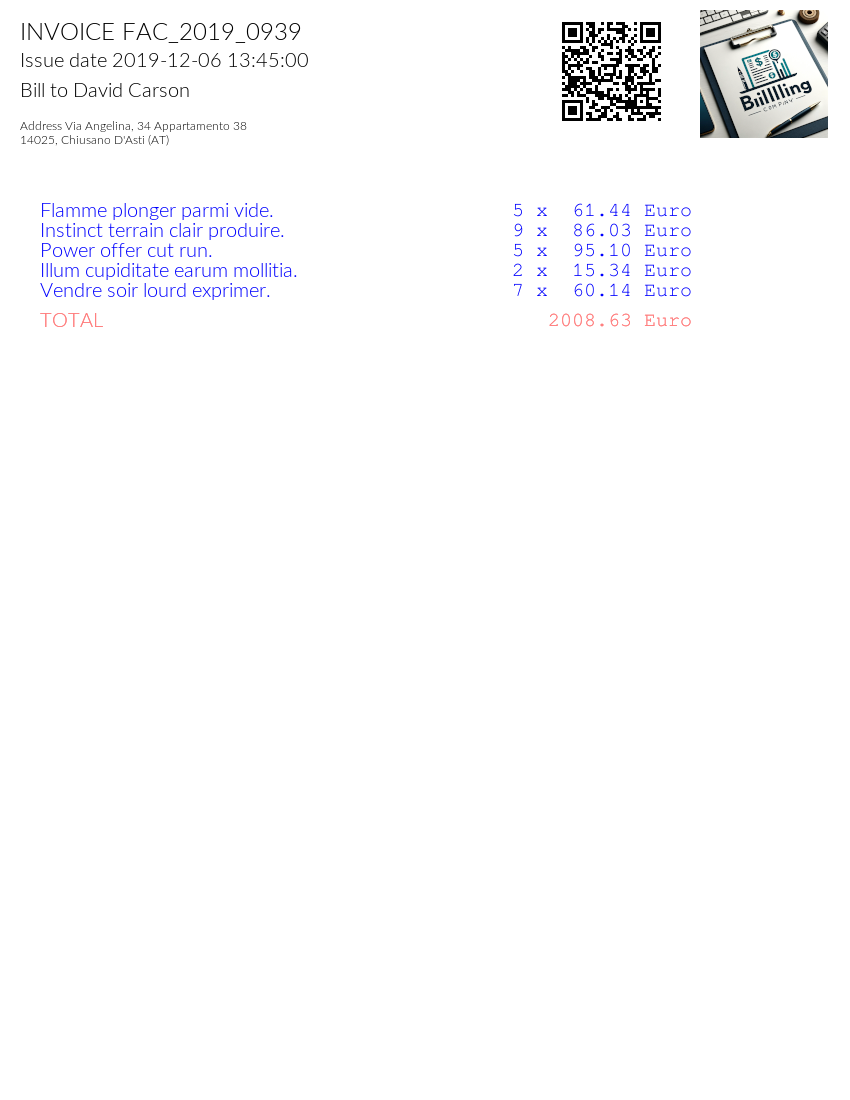 INVOICE FAC_2019_0939
Issue date 2019-12-06 13:45:00
Bill to David Carson
Address Via Angelina, 34 Appartamento 38
14025, Chiusano D'Asti (AT)
Biilllling
COMPANY
Flamme plonger parmi vide. 5 x 61.44 Euro
Instinct terrain clair produire. 9 x 86.03 Euro
Power offer cut run. 5 x 95.10 Euro
Illum cupiditate earum mollitia. 2 x 15.34 Euro
Vendre soir lourd exprimer. 7 x 60.14 Euro
TOTAL 2008.63 Euro